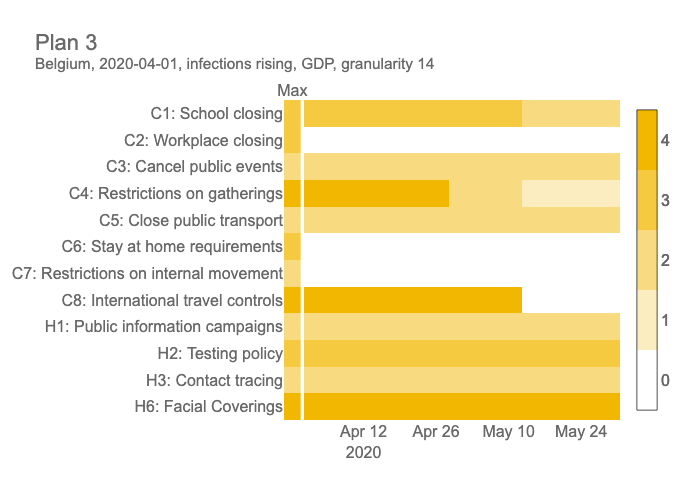 Plan 3
Belgium, 2020-04-01, infections rising, GDP, granularity 14
Max
C1: School closing
C2: Workplace closing
C3: Cancel public events
C4: Restrictions on gatherings
C5: Close public transport
C6: Stay at home requirements
C7: Restrictions on internal movement
C8: International travel controls
H1: Public information campaigns
H2: Testing policy
H3: Contact tracing
H6: Facial Coverings
Apr 12 Apr 26 May 10 May 24
2020
4
3
2
1
0